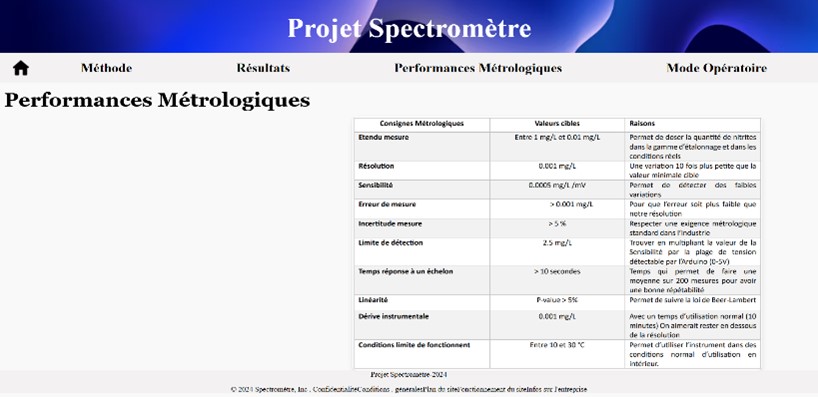 Projet Spectromètre
Méthode Résultats Performances Métrologiques Mode Opératoire
Performances Métrologiques
Consignes Métrologiques Valeurs cibles Raisons
Etendu mesure Entre 1 mg/L et 0.01 mg/L Permet de doser la quantité de nitrites
dans la gamme d'étalonnage et dans les
conditions réels
Résolution 0.001 mg/L Une variation 10 fois plus petite que la
valeur minimale cible
Sensibilité 0.0005 mg/L /mV Permet de détecter des faibles
variations
Erreur de mesure > 0.001 mg/L Pour que l'erreur soit plus faible que
notre résolution
Incertitude mesure > 5 % Respecter une exigence métrologique
standard dans l'industrie
Limite de détection 2.5 mg/L Trouver en multipliant la valeur de la
Sensibilité par la plage de tension
détectable par l'Arduino (0-5V)
Temps réponse à un échelon > 10 secondes Temps qui permet de faire une
moyenne sur 200 mesures pour avoir
une bonne répétabilité
Linéarité P-value > 5% Permet de suivre la loi de Beer-Lambert
Dérive instrumentale 0.001 mg/L Avec un temps d'utilisation normal (10
minutes) On aimerait rester en dessous
de la résolution
Conditions limite de fonctionnent Entre 10 et 30 °C Permet d'utiliser l'instrument dans des
conditions normal d'utilisation en
intérieur.
Projet Spectrometre-2024
© 2024 Spectromètre, Inc . ConfidentialitéConditions . généralesPlan du siteFonctionnement du siteInfos sur l'entreprise